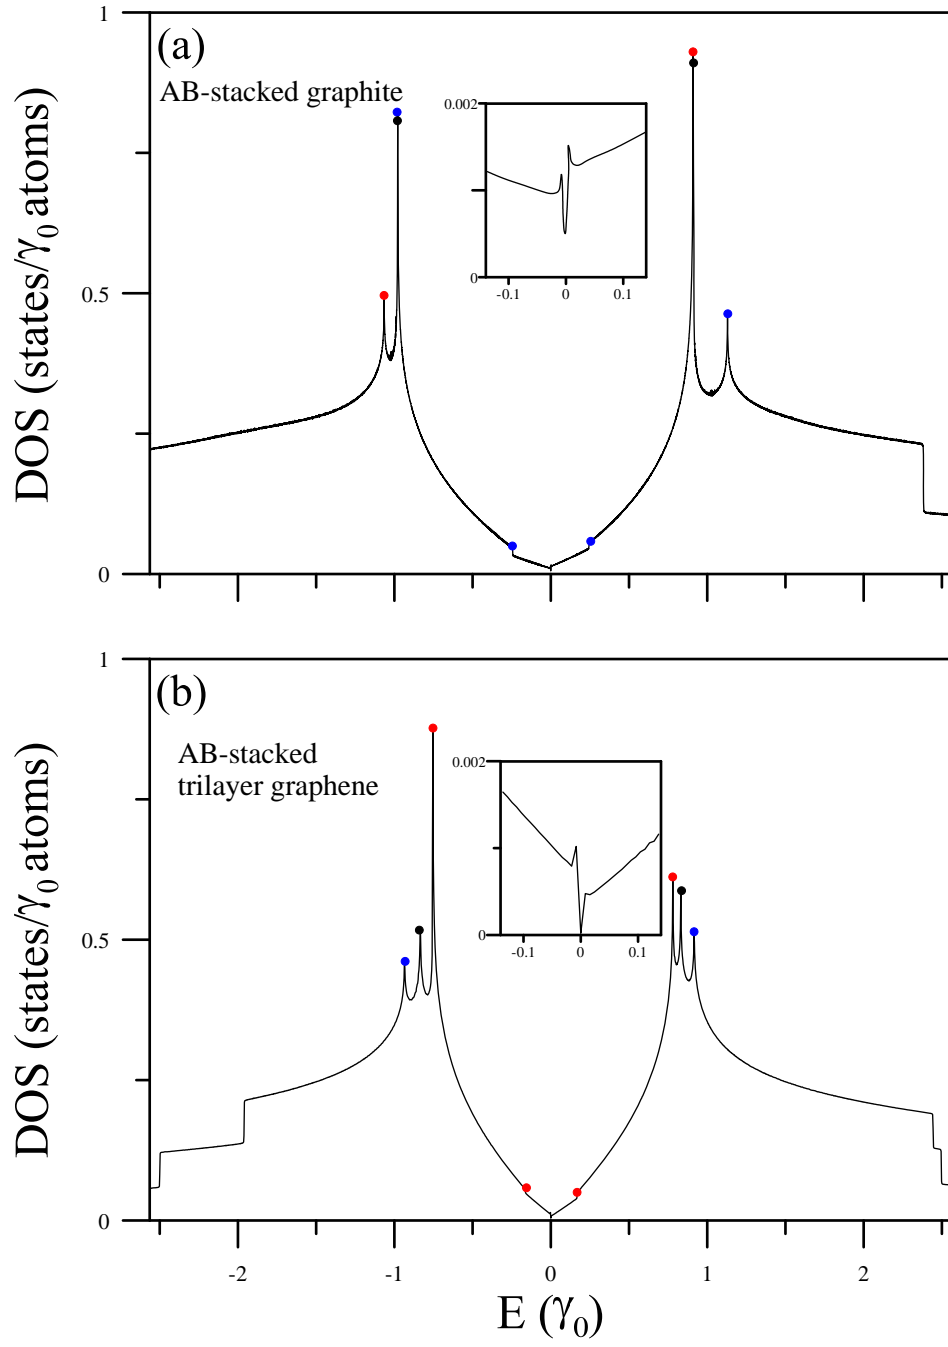 1
(a)
AB-stacked graphite
0.002
0
-0.1
0
0.1
0.5
0
DOS (states/γ₀ atoms)
1
(b)
AB-stacked
trilayer graphene
0.002
0
-0.1
0
0.1
0.5
0
DOS (states/γ₀ atoms)
-2
-1
0
1
2
E (γ₀)